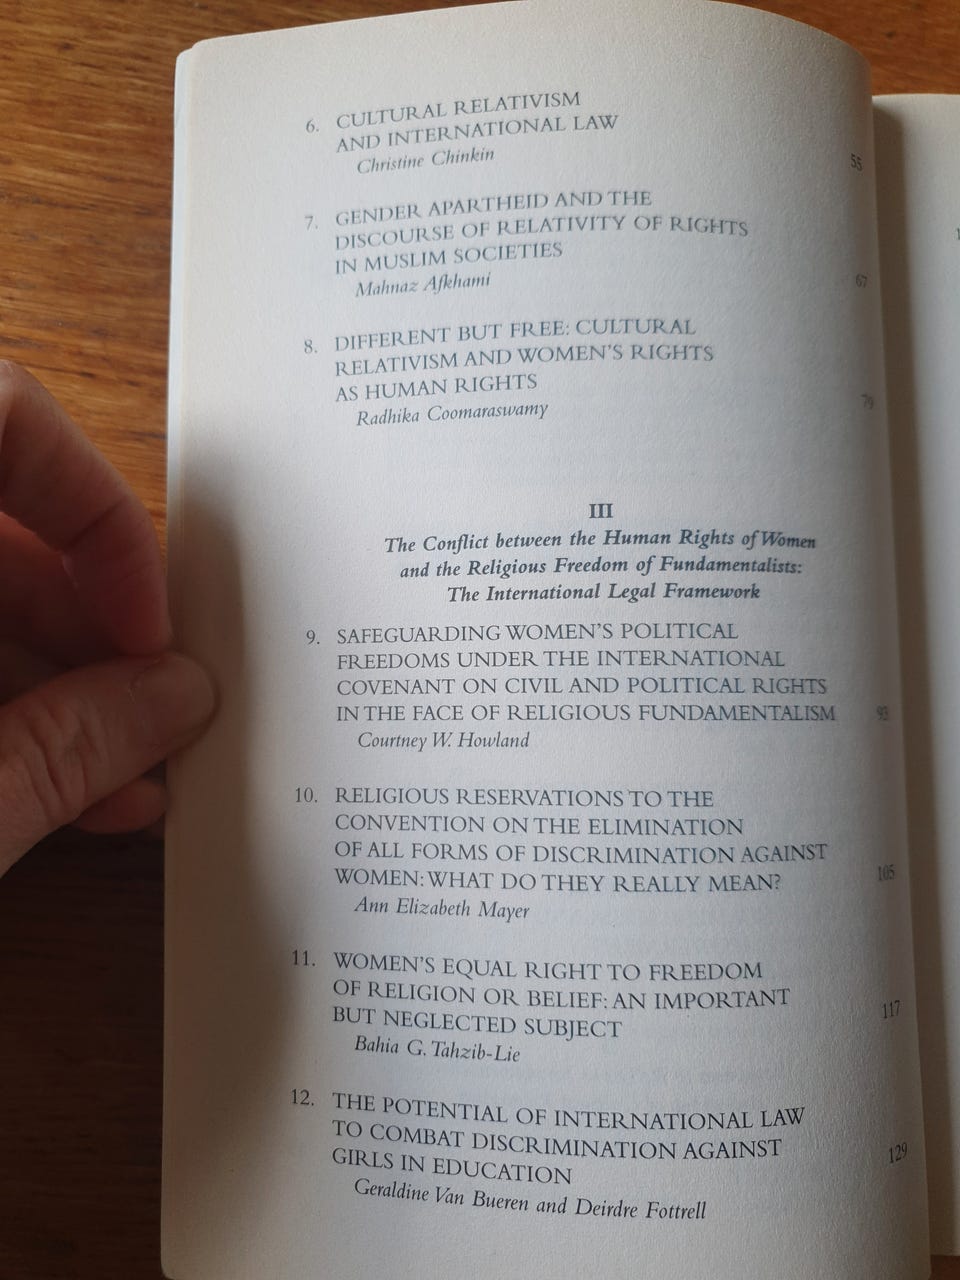 6. CULTURAL RELATIVISM
AND INTERNATIONAL LAW
Christine Chinkin 55
7. GENDER APARTHEID AND THE
DISCOURSE OF RELATIVITY OF RIGHTS
IN MUSLIM SOCIETIES
Mahnaz Afkhami 67
8. DIFFERENT BUT FREE: CULTURAL
RELATIVISM AND WOMEN'S RIGHTS
AS HUMAN RIGHTS
Radhika Coomaraswamy 79
III
The Conflict between the Human Rights of Women
and the Religious Freedom of Fundamentalists:
The International Legal Framework
9. SAFEGUARDING WOMEN'S POLITICAL
FREEDOMS UNDER THE INTERNATIONAL
COVENANT ON CIVIL AND POLITICAL RIGHTS
IN THE FACE OF RELIGIOUS FUNDAMENTALISM 93
Courtney W. Howland
10. RELIGIOUS RESERVATIONS TO THE
CONVENTION ON THE ELIMINATION
OF ALL FORMS OF DISCRIMINATION AGAINST
WOMEN: WHAT DO THEY REALLY MEAN? 105
Ann Elizabeth Mayer
11. WOMEN'S EQUAL RIGHT TO FREEDOM
OF RELIGION OR BELIEF: AN IMPORTANT
BUT NEGLECTED SUBJECT 117
Bahia G. Tahzib-Lie
12. THE POTENTIAL OF INTERNATIONAL LAW
TO COMBAT DISCRIMINATION AGAINST
GIRLS IN EDUCATION 129
Geraldine Van Bueren and Deirdre Fottrell